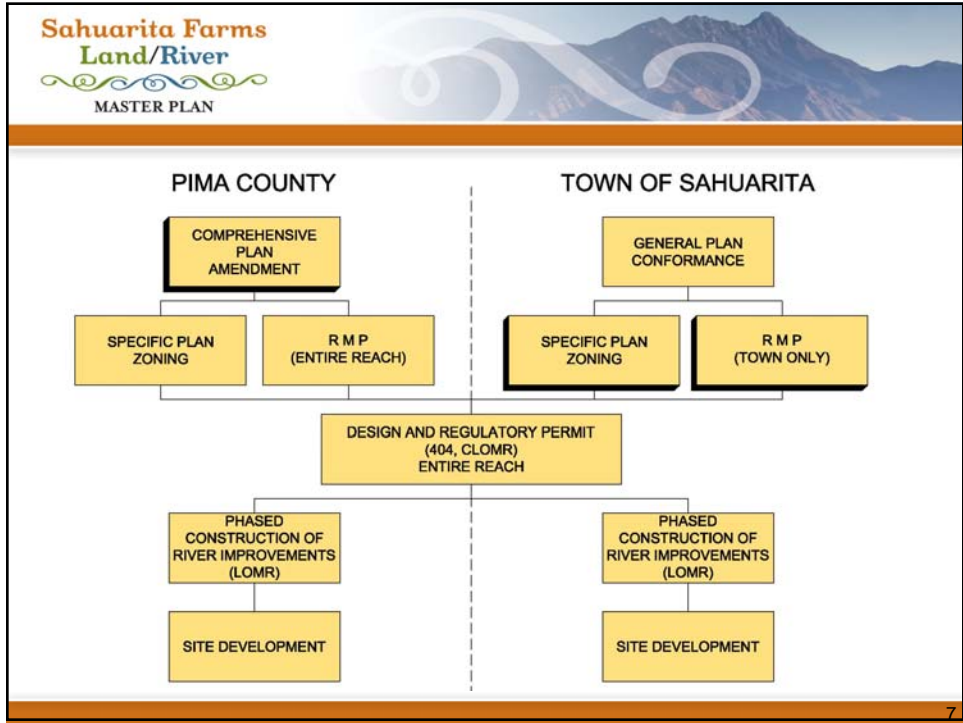 Sahuarita Farms
Land/River
MASTER PLAN
PIMA COUNTY
TOWN OF SAHUARITA
COMPREHENSIVE
PLAN
AMENDMENT
GENERAL PLAN
CONFORMANCE
SPECIFIC PLAN
ZONING
R M P
(ENTIRE REACH)
SPECIFIC PLAN
ZONING
R M P
(TOWN ONLY)
DESIGN AND REGULATORY PERMIT
(404, CLOMR)
ENTIRE REACH
PHASED
CONSTRUCTION OF
RIVER IMPROVEMENTS
(LOMR)
PHASED
CONSTRUCTION OF
RIVER IMPROVEMENTS
(LOMR)
SITE DEVELOPMENT
SITE DEVELOPMENT
7